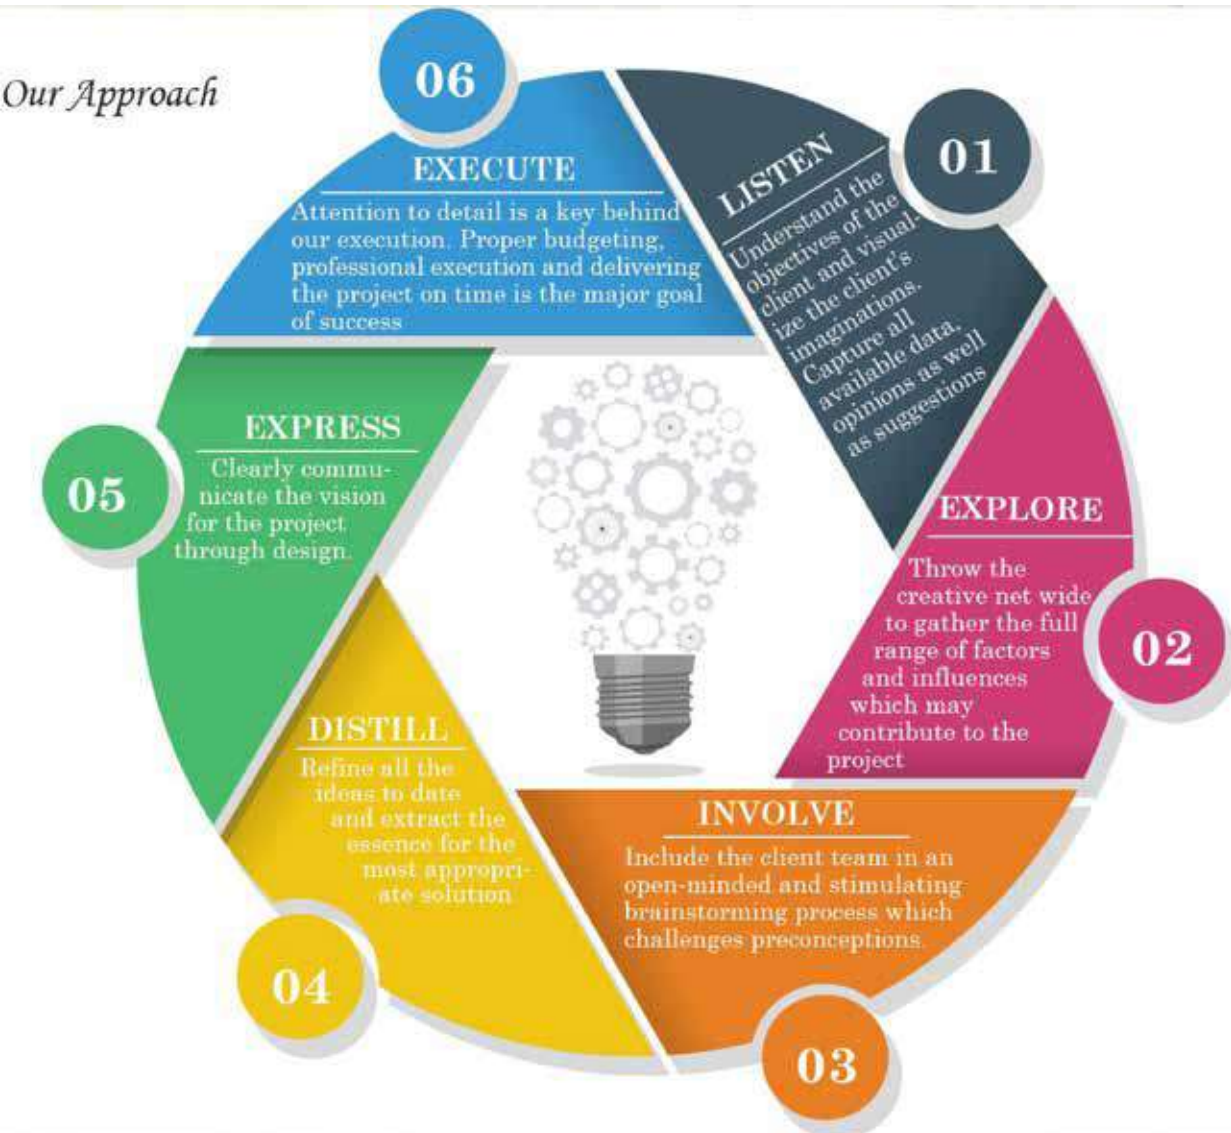 Our Approach
01
LISTEN
Understand the
objectives of the
client and visual-
ize the client's
imaginations.
Capture all
available data,
opinions as well
as suggestions
02
EXPLORE
Throw the
creative net wide
to gather the full
range of factors
and influences
which may
contribute to the
project
03
INVOLVE
Include the client team in an
open-minded and stimulating
brainstorming process which
challenges preconceptions.
04
DISTILL
Refine all the
ideas to date
and extract the
essence for the
most appropri-
ate solution
05
EXPRESS
Clearly commu-
nicate the vision
for the project
through design.
06
EXECUTE
Attention to detail is a key behind
our execution. Proper budgeting,
professional execution and delivering
the project on time is the major goal
of success